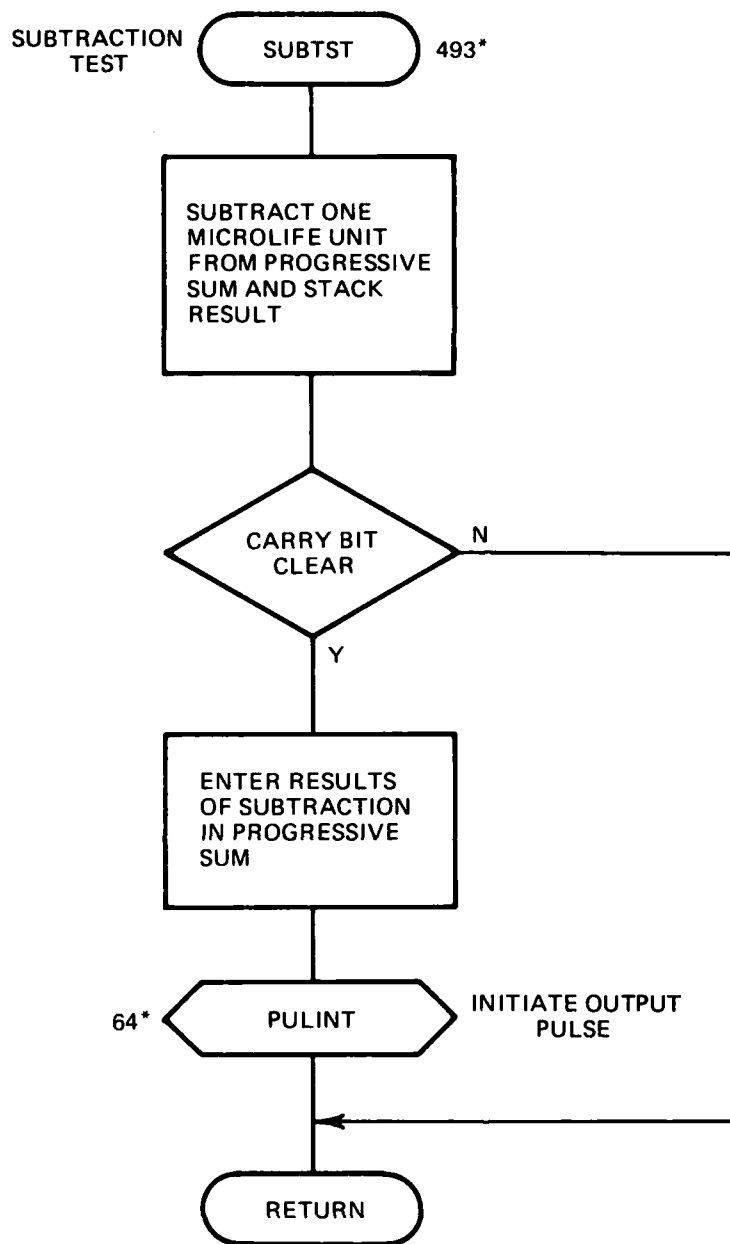 SUBTRACTION
TEST
SUBTST
493*
SUBTRACT ONE
MICROLIFE UNIT
FROM PROGRESSIVE
SUM AND STACK
RESULT
CARRY BIT
CLEAR
N
Y
ENTER RESULTS
OF SUBTRACTION
IN PROGRESSIVE
SUM
64*
PULINT
INITIATE OUTPUT
PULSE
RETURN